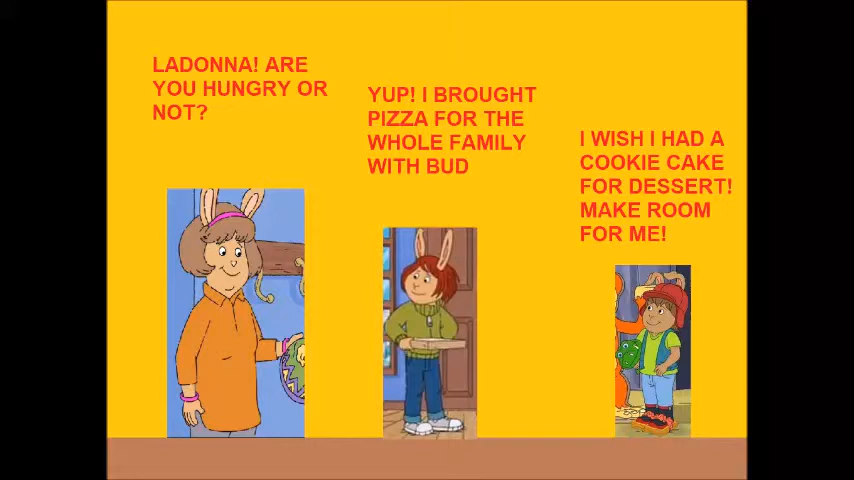 LADONNA! ARE
YOU HUNGRY OR
NOT?
YUP! I BROUGHT
PIZZA FOR THE
WHOLE FAMILY
WITH BUD
I WISH I HAD A
COOKIE CAKE
FOR DESSERT!
MAKE ROOM
FOR ME!